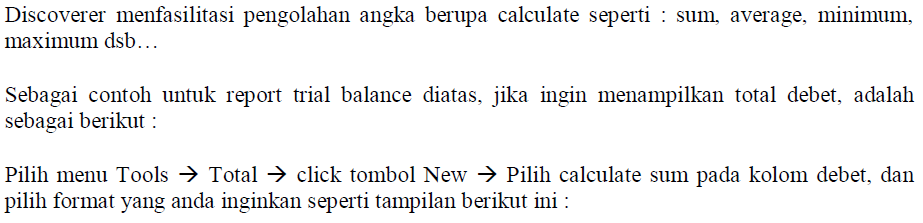 Discoverer menfasilitasi pengolahan angka berupa calculate seperti : sum, average, minimum,
maximum dsb…
Sebagai contoh untuk report trial balance diatas, jika ingin menampilkan total debet, adalah
sebagai berikut :
Pilih menu Tools → Total → click tombol New → Pilih calculate sum pada kolom debet, dan
pilih format yang anda inginkan seperti tampilan berikut ini :